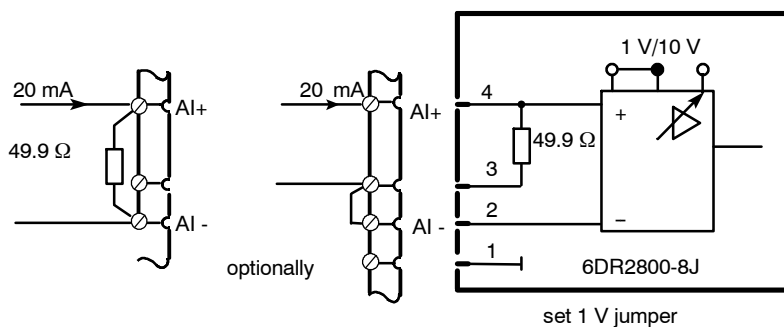 1 V/10 V
20 mA
20 mA
AI+
AI+
4
+
49.9 Ω
49.9 Ω
3
2
AI -
AI -
−
1
optionally
6DR2800-8J
set 1 V jumper